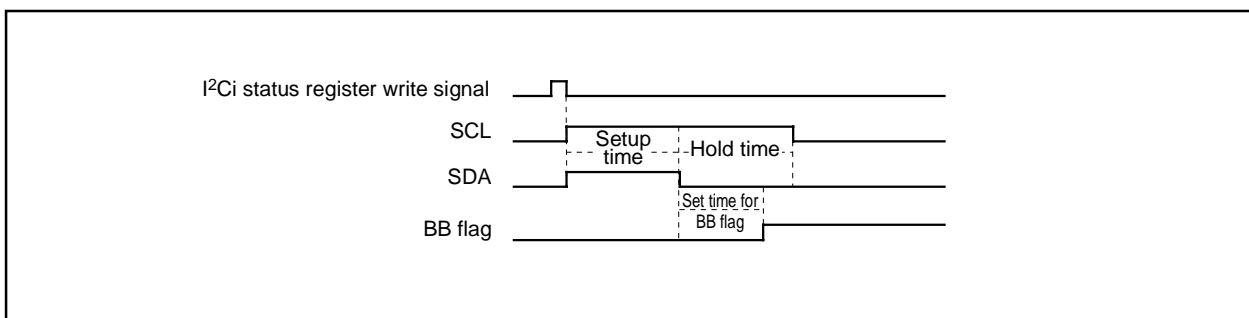 I²Ci status register write signal
SCL
Setup
time
Hold time
SDA
Set time for
BB flag
BB flag